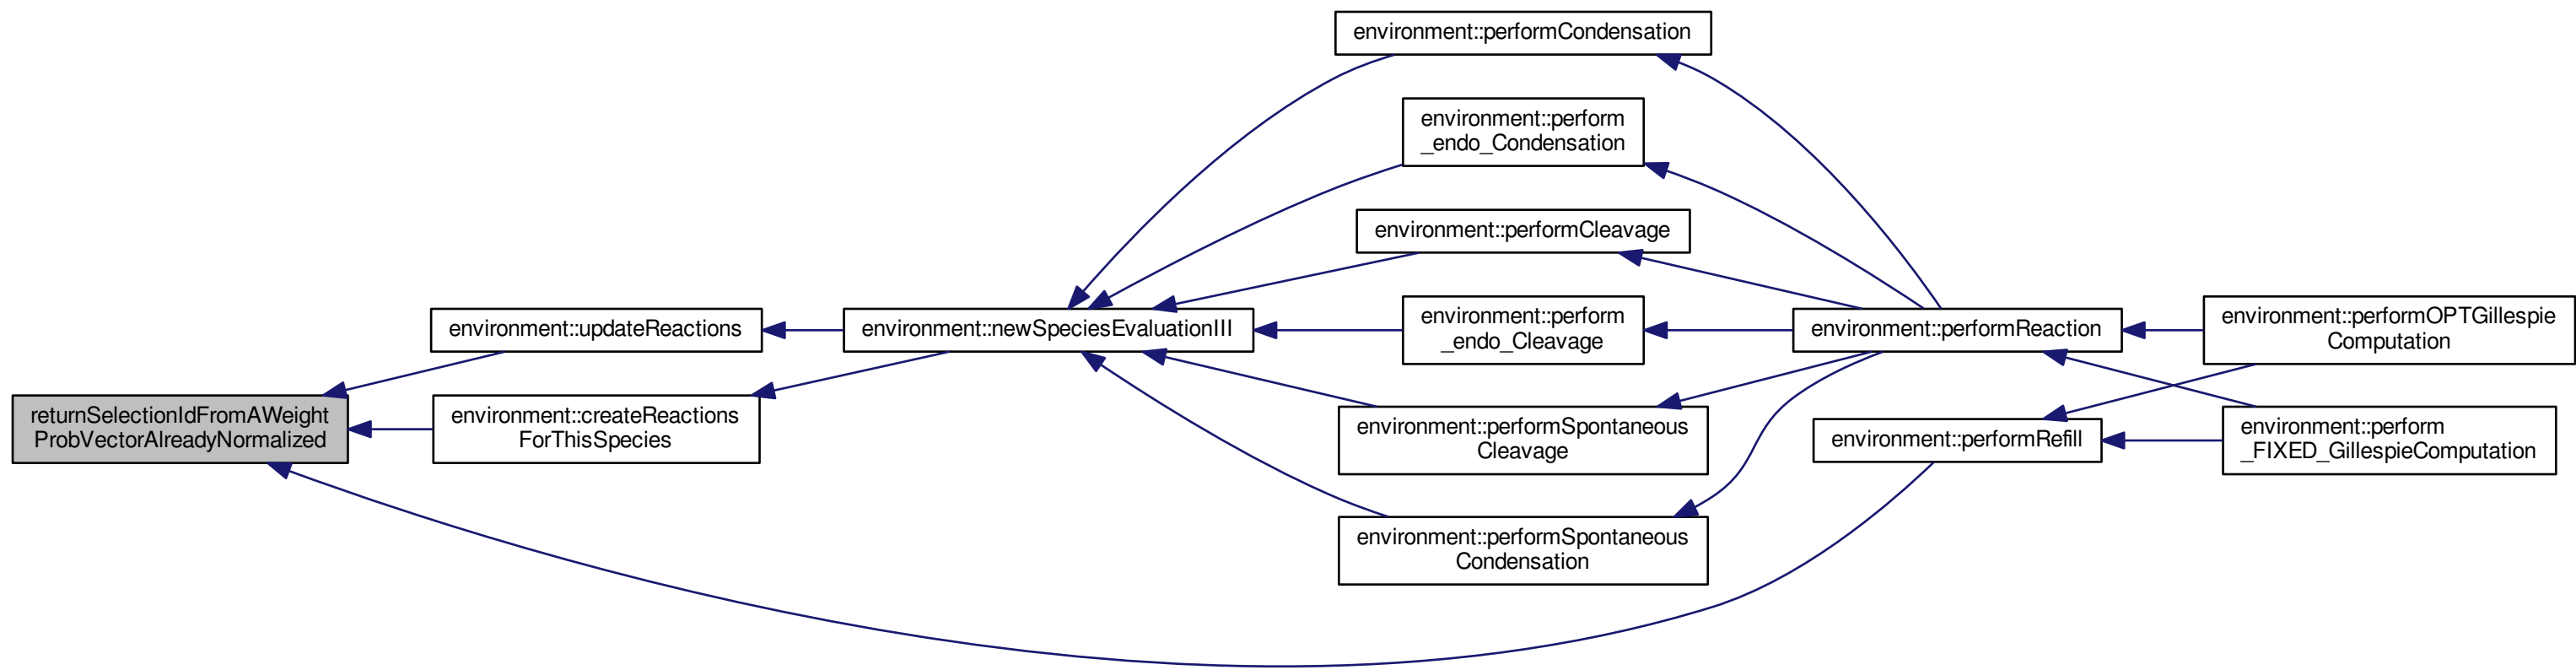 environment::performCondensation
environment::perform
_endo_Condensation
environment::performCleavage
environment::updateReactions
environment::newSpeciesEvaluationIII
environment::perform
_endo_Cleavage
environment::performReaction
environment::performOPTGillespie
Computation
returnSelectionIdFromAWeight
ProbVectorAlreadyNormalized
environment::createReactions
ForThisSpecies
environment::performSpontaneous
Cleavage
environment::performRefill
environment::perform
_FIXED_GillespieComputation
environment::performSpontaneous
Condensation